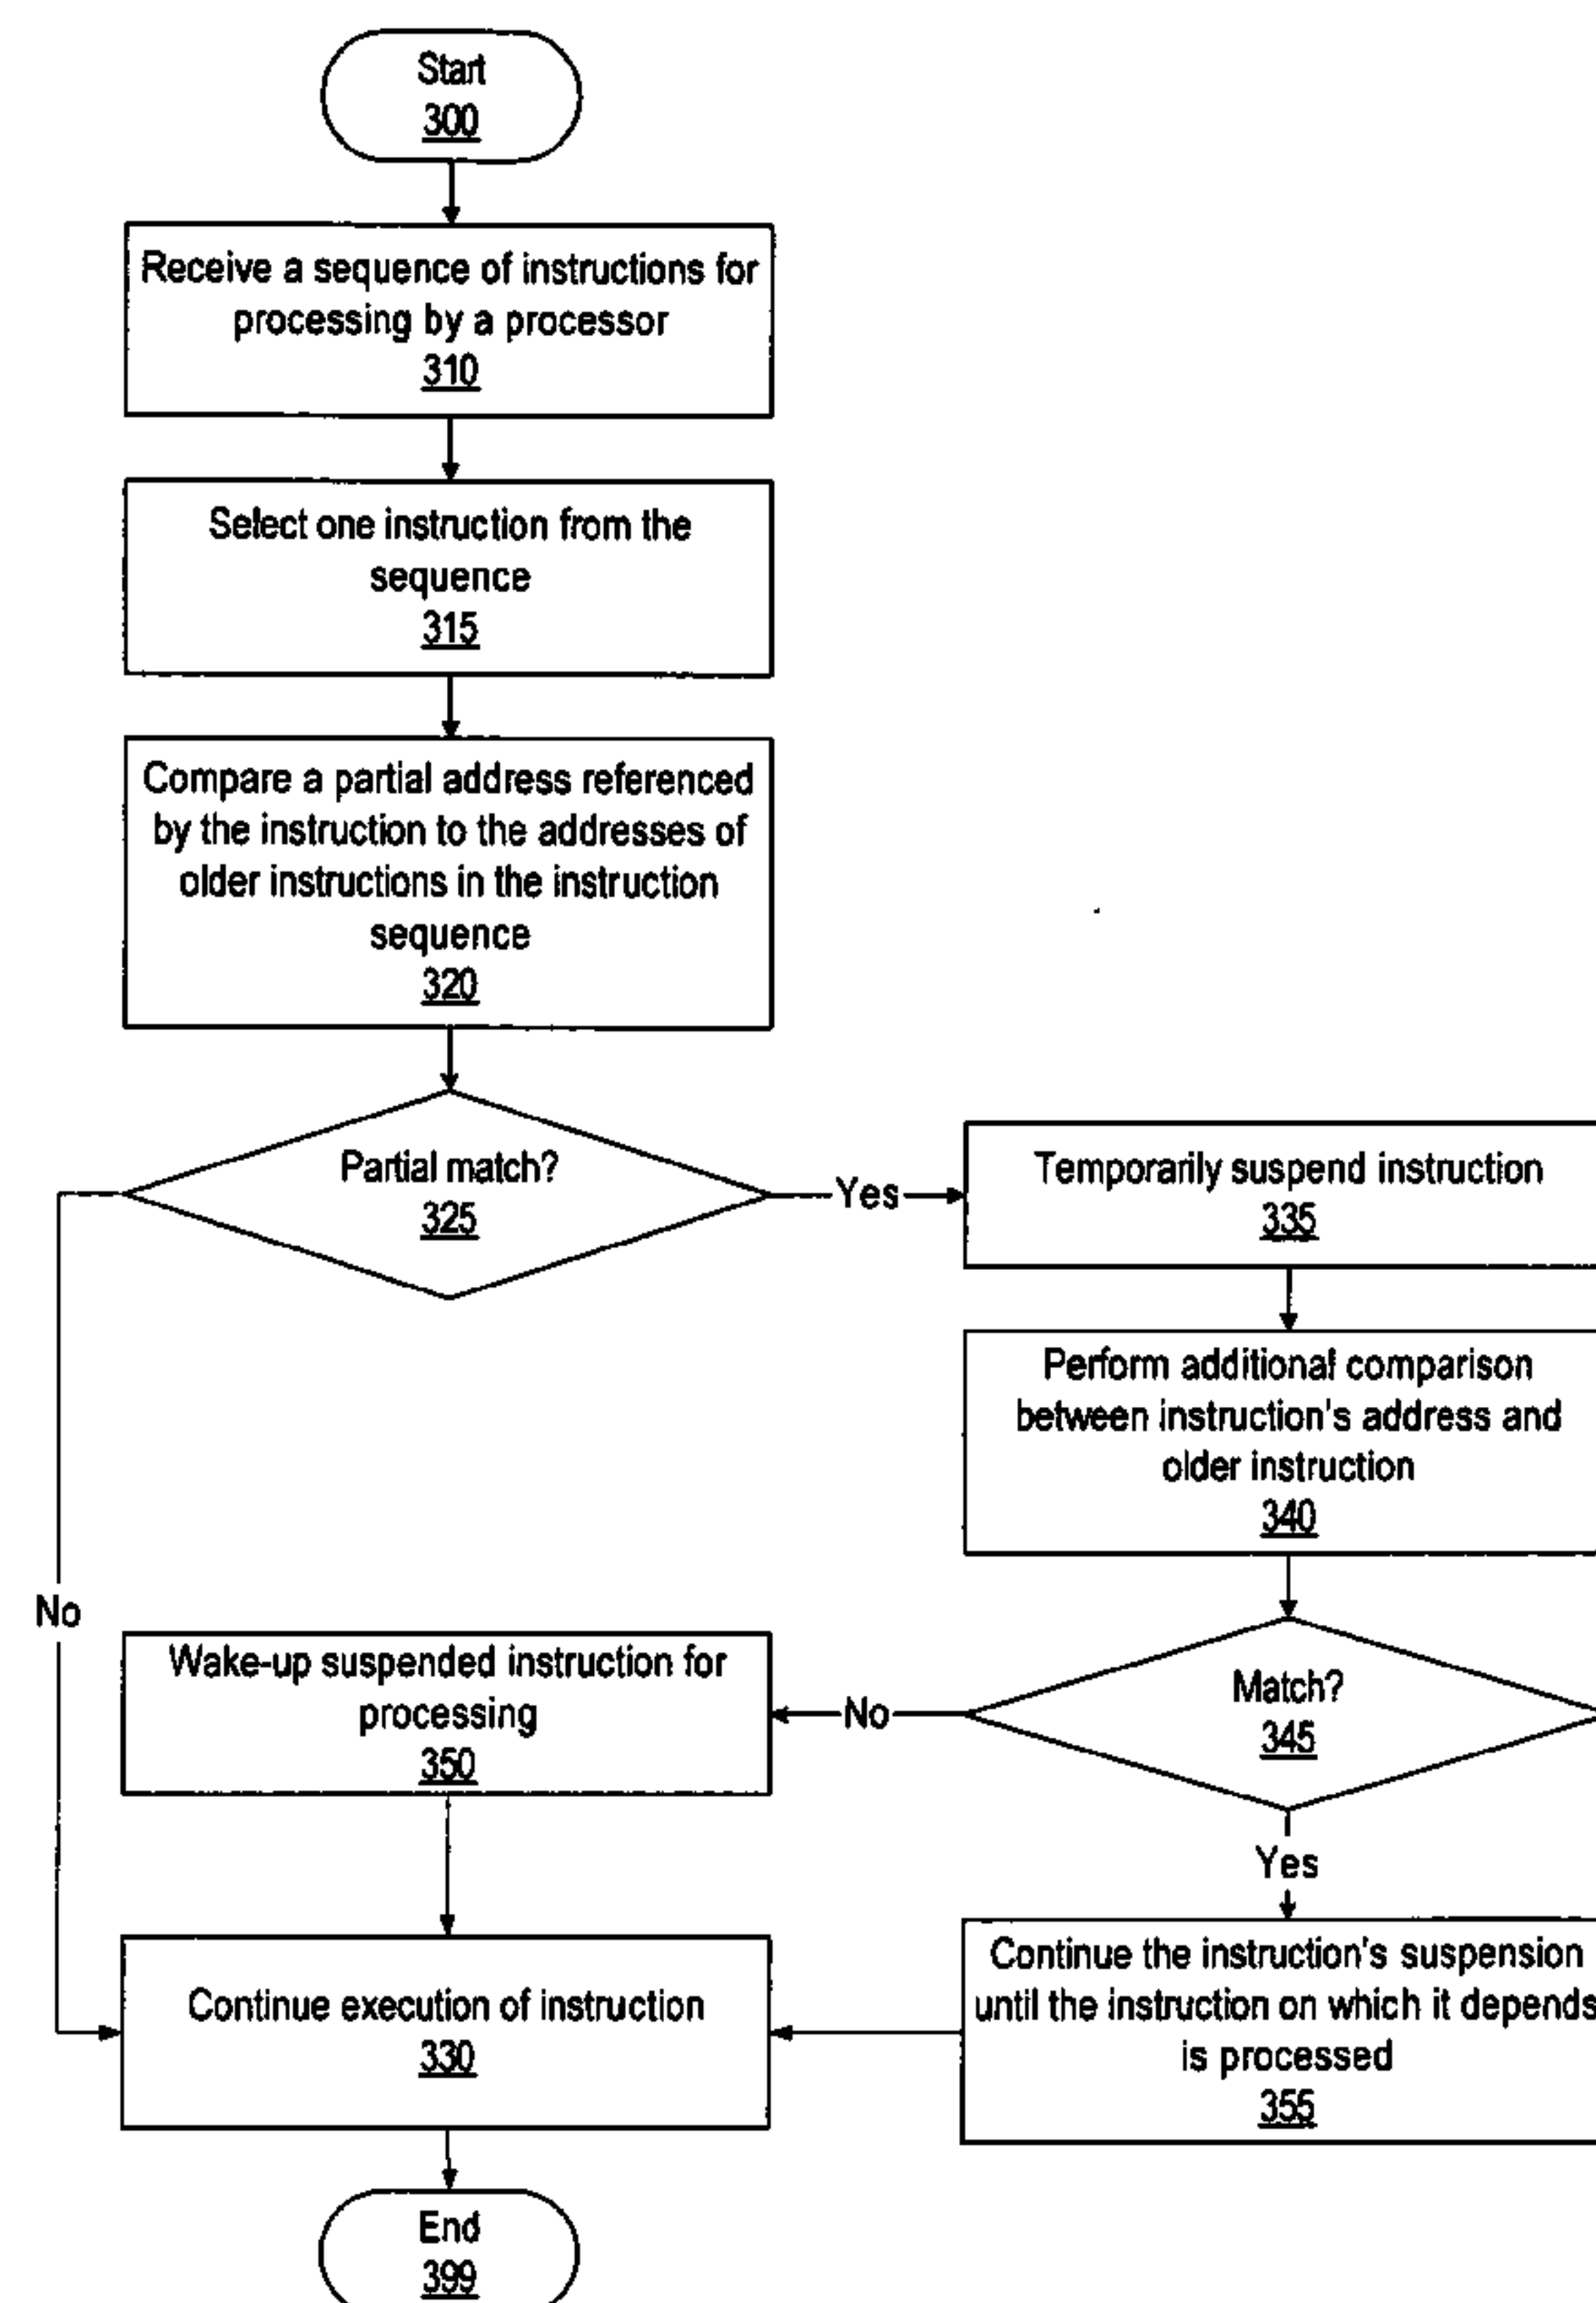 Start
300
Receive a sequence of instructions for
processing by a processor
310
Select one instruction from the
sequence
315
Compare a partial address referenced
by the instruction to the addresses of
older instructions in the instruction
sequence
320
Partial match?
325
Yes
Temporarily suspend instruction
335
Perform additional comparison
between instruction's address and
older instruction
340
No
Wake-up suspended instruction for
processing
350
No
Match?
345
Yes
Continue execution of instruction
330
Continue the instruction's suspension
until the instruction on which it depends
is processed
355
End
399